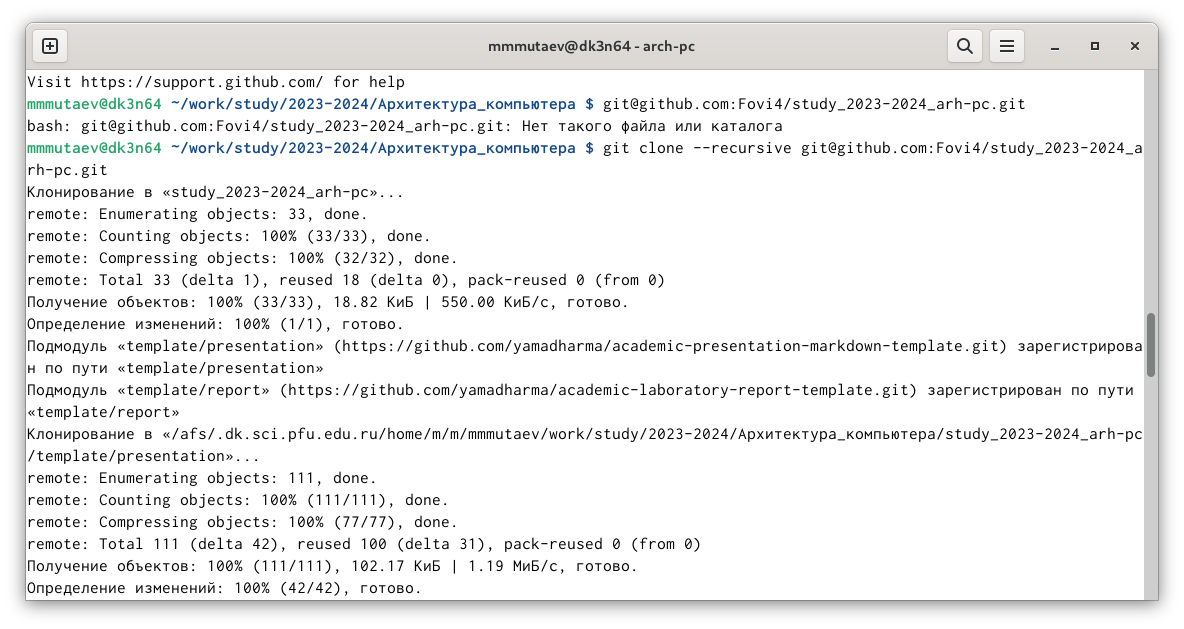 mmmutaev@dk3n64 - arch-pc
Visit https://support.github.com/ for help
mmmutaev@dk3n64 ~/work/study/2023-2024/Архитектура_компьютера $ git@github.com:Fovi4/study_2023-2024_arh-pc.git
bash: git@github.com:Fovi4/study_2023-2024_arh-pc.git: Нет такого файла или каталога
mmmutaev@dk3n64 ~/work/study/2023-2024/Архитектура_компьютера $ git clone --recursive git@github.com:Fovi4/study_2023-2024_a
rh-pc.git
Клонирование в «study_2023-2024_arh-pc»...
remote: Enumerating objects: 33, done.
remote: Counting objects: 100% (33/33), done.
remote: Compressing objects: 100% (32/32), done.
remote: Total 33 (delta 1), reused 18 (delta 0), pack-reused 0 (from 0)
Получение объектов: 100% (33/33), 18.82 КиБ | 550.00 КиБ/с, готово.
Определение изменений: 100% (1/1), готово.
Подмодуль «template/presentation» (https://github.com/yamadharma/academic-presentation-markdown-template.git) зарегистрирова
н по пути «template/presentation»
Подмодуль «template/report» (https://github.com/yamadharma/academic-laboratory-report-template.git) зарегистрирован по пути
«template/report»
Клонирование в «/afs/.dk.sci.pfu.edu.ru/home/m/m/mmmutaev/work/study/2023-2024/Архитектура_компьютера/study_2023-2024_arh-pc
/template/presentation»...
remote: Enumerating objects: 111, done.
remote: Counting objects: 100% (111/111), done.
remote: Compressing objects: 100% (77/77), done.
remote: Total 111 (delta 42), reused 100 (delta 31), pack-reused 0 (from 0)
Получение объектов: 100% (111/111), 102.17 КиБ | 1.19 МиБ/с, готово.
Определение изменений: 100% (42/42), готово.